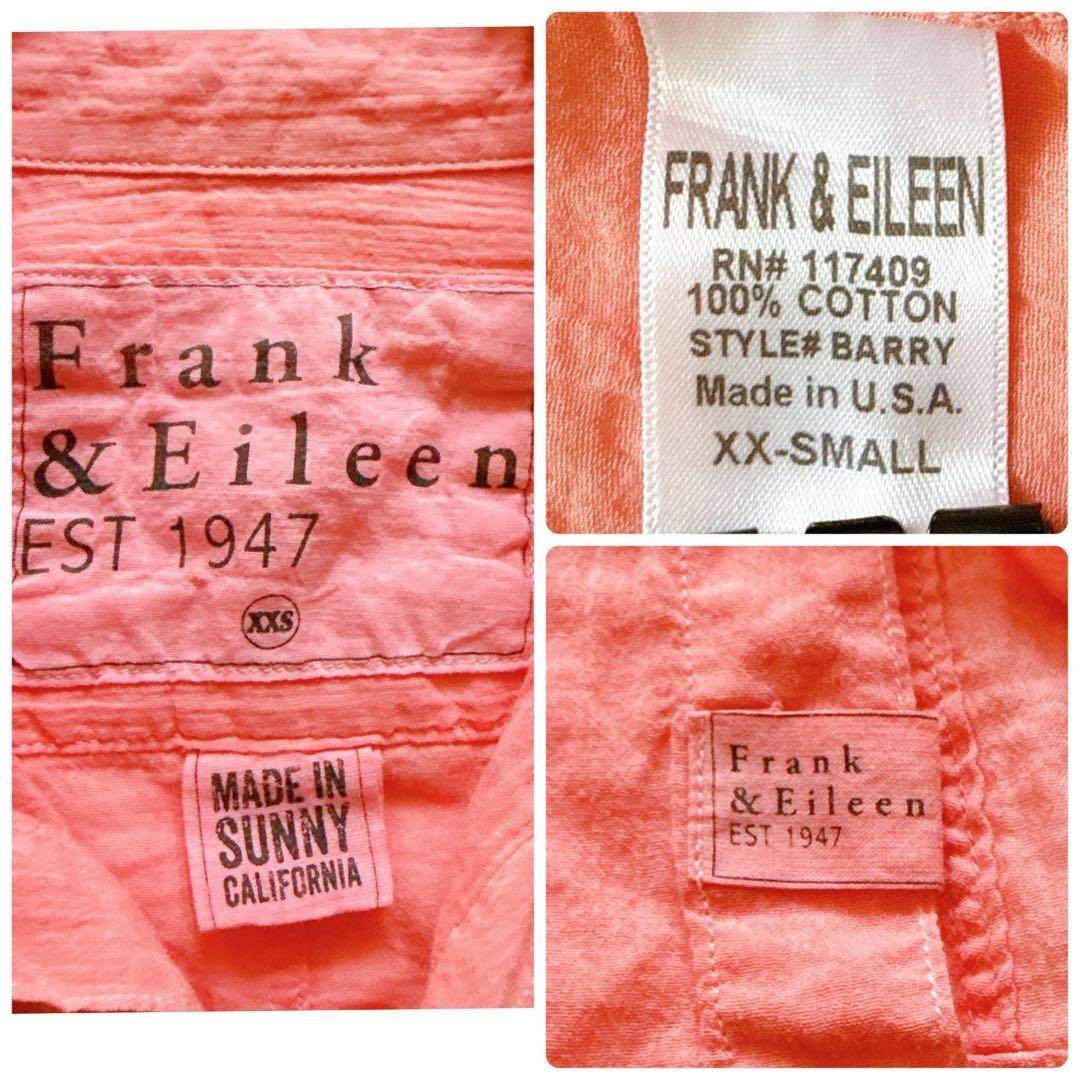 Frank
& Eileen
EST 1947
XXS
MADE IN
SUNNY
CALIFORNIA
FRANK & EILEEN
RN# 117409
100% COTTON
STYLE# BARRY
Made in U.S.A.
XX-SMALL
Frank
& Eileen
EST 1947